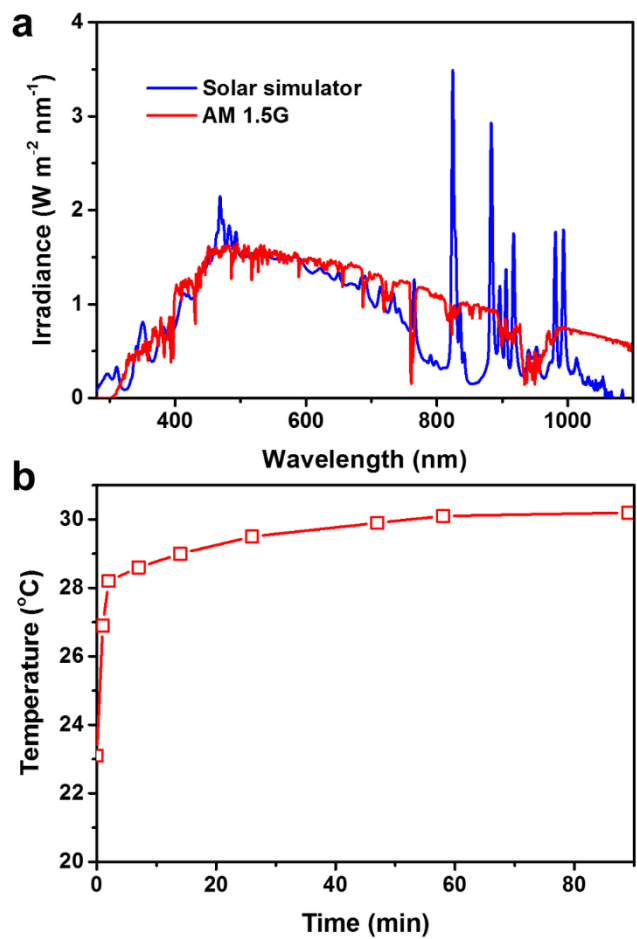 a
4
3
2
1
0
Solar simulator
AM 1.5G
Irradiance (W m⁻² nm⁻¹)
400 600 800 1000
Wavelength (nm)
b
30
28
26
24
22
20
Temperature (°C)
0 20 40 60 80
Time (min)